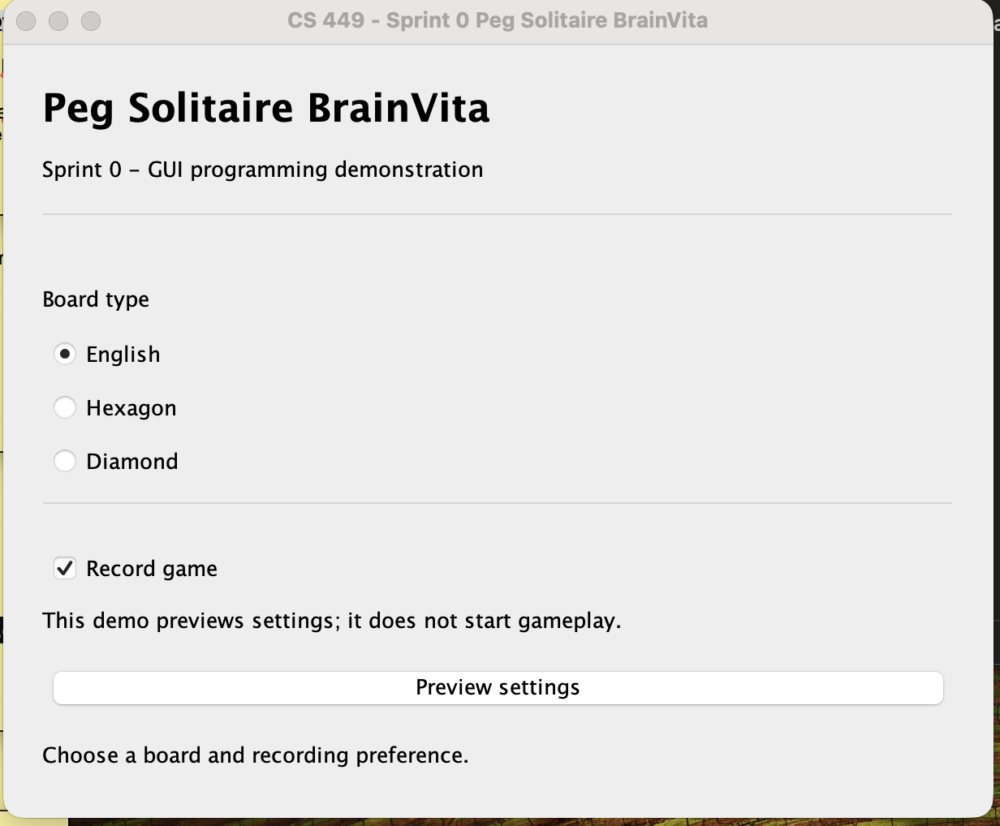 CS 449 - Sprint 0 Peg Solitaire BrainVita
Peg Solitaire BrainVita
Sprint 0 – GUI programming demonstration
Board type
English
Hexagon
Diamond
Record game
This demo previews settings; it does not start gameplay.
Preview settings
Choose a board and recording preference.